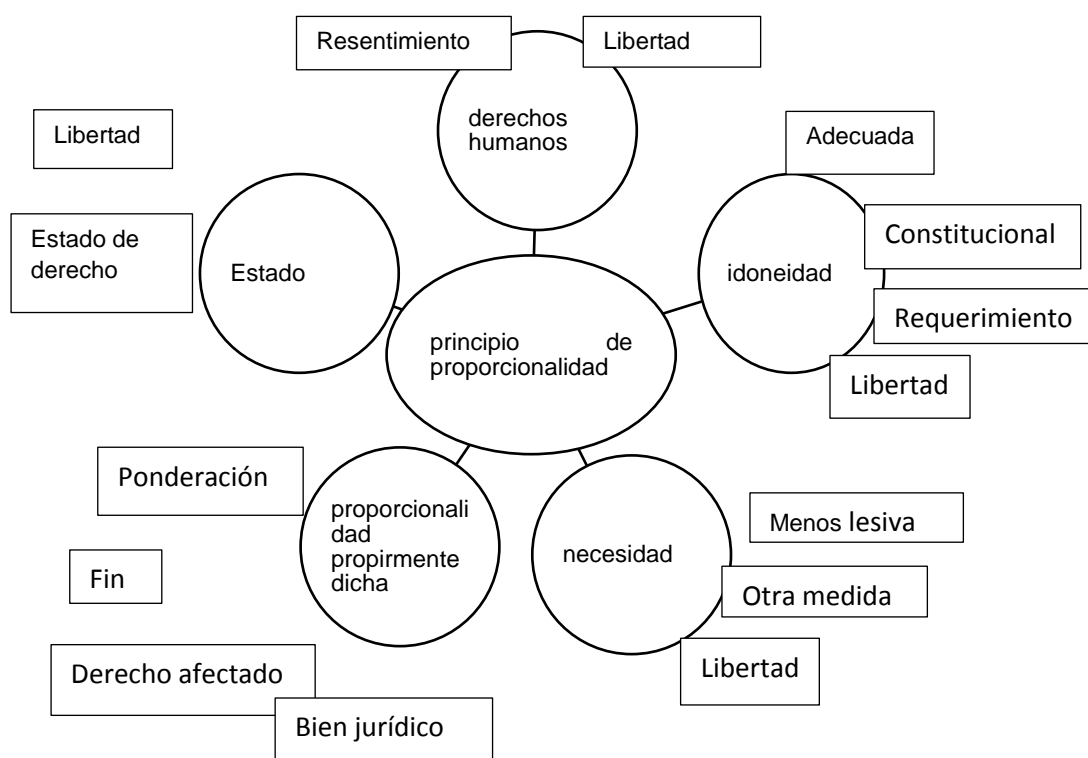 Resentimiento
Libertad
derechos
humanos
Libertad
Adecuada
Estado de
derecho
Estado
idoneidad
Constitucional
Requerimiento
Libertad
principio de
proporcionalidad
Ponderación
proporcionali
dad
propirmente
dicha
necesidad
Menos lesiva
Fin
Otra medida
Derecho afectado
Libertad
Bien jurídico